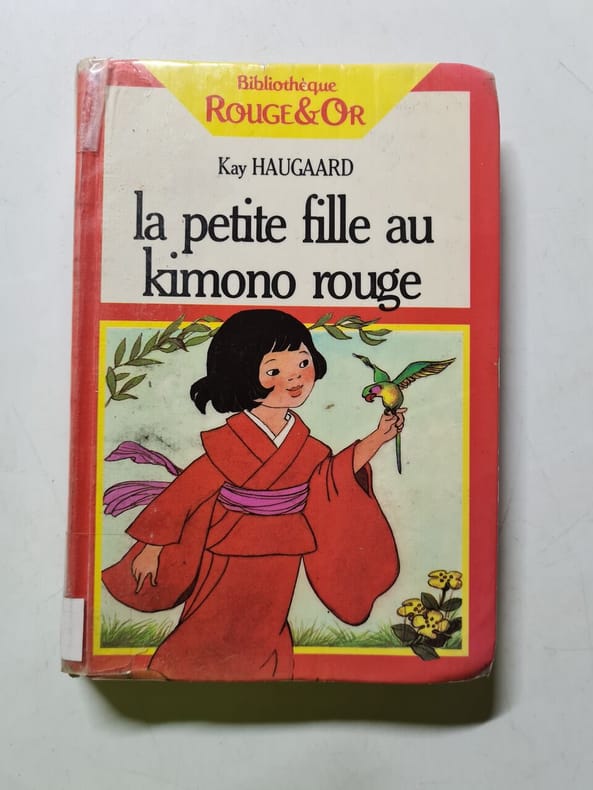 Bibliothèque
ROUGE&OR
Kay HAUGAARD
la petite fille au
kimono rouge